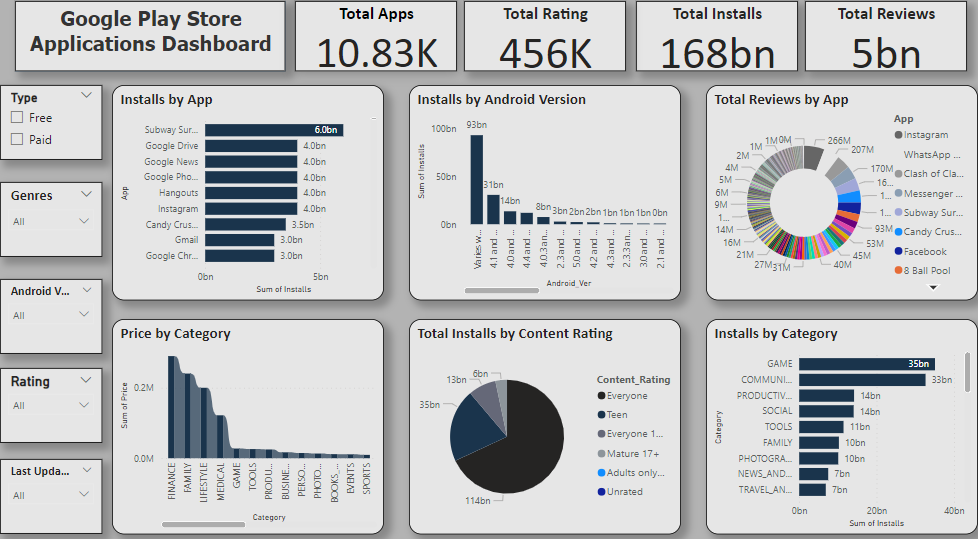 Google Play Store
Applications Dashboard
Total Apps
10.83K
Total Rating
456K
Total Installs
168bn
Total Reviews
5bn
Type
Free
Paid
Genres
All
Android V...
All
Rating
All
Last Upda...
All
Installs by App
App
Subway Sur...
6.0bn
Google Drive
4.0bn
Google News
4.0bn
Google Pho...
4.0bn
Hangouts
4.0bn
Instagram
4.0bn
Candy Crus...
3.5bn
Gmail
3.0bn
Google Chr...
3.0bn
0bn
5bn
Sum of Installs
Installs by Android Version
Sum of Installs
100bn
50bn
0bn
93bn
31bn
14bn
8bn
3bn
2bn
2bn
1bn
1bn
1bn
0bn
Varies w...
4.1 and ...
4.0 and ...
4.4 and ...
4.0.3 an...
2.3 and ...
5.0 and ...
4.2 and ...
4.3 and ...
2.3.3 an...
3.0 and ...
2.1 and ...
Android_Ver
Total Reviews by App
266M
207M
170M
16...
1...
1...
93M
53M
45M
40M
31M
27M
21M
16M
14M
1...
9M
6M
5M
4M
2M
1M
0M
App
Instagram
WhatsApp ...
Clash of Cla...
Messenger ...
Subway Sur...
Candy Crus...
Facebook
8 Ball Pool
Price by Category
Sum of Price
0.2M
0.0M
FINANCE
FAMILY
LIFESTYLE
MEDICAL
GAME
TOOLS
PRODU...
BUSINE...
PERSO...
PHOTO...
BOOKS_...
EVENTS
SPORTS
Category
Total Installs by Content Rating
6bn
13bn
35bn
114bn
Content_Rating
Everyone
Teen
Everyone 1...
Mature 17+
Adults only...
Unrated
Installs by Category
Category
GAME
35bn
COMMUNI...
33bn
PRODUCTIV...
14bn
SOCIAL
14bn
TOOLS
11bn
FAMILY
10bn
PHOTOGRA...
10bn
NEWS_AND...
7bn
TRAVEL_AN...
7bn
0bn
20bn
40bn
Sum of Installs